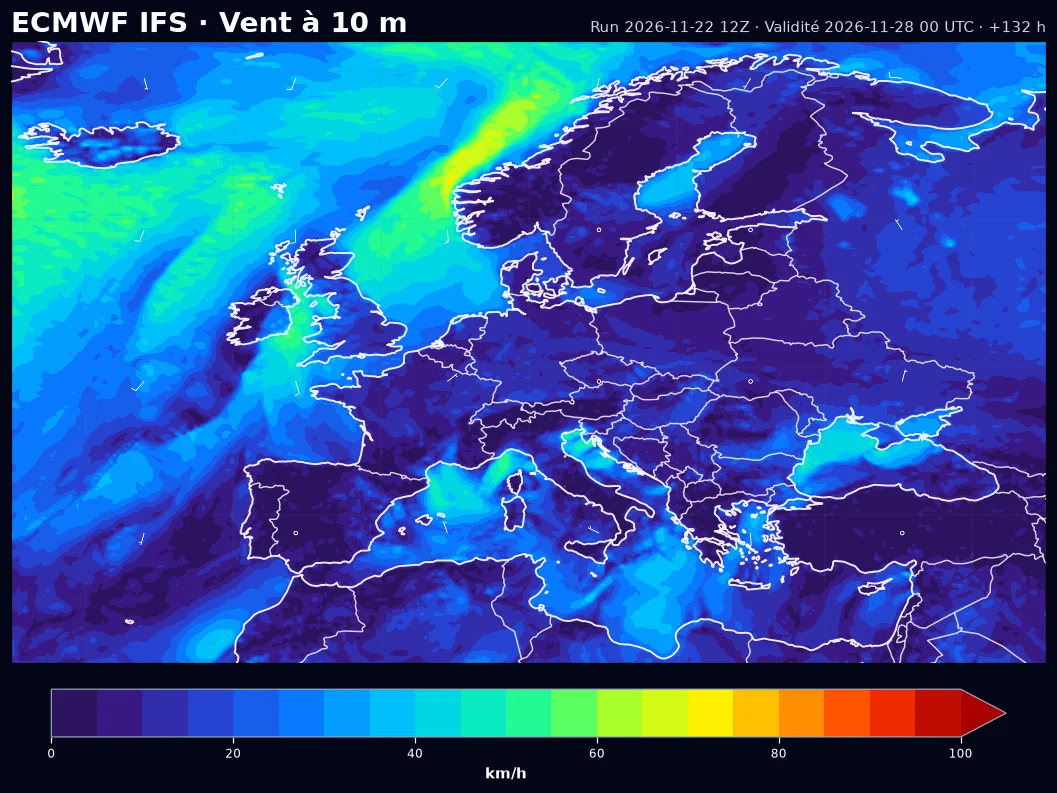 ECMWF IFS · Vent à 10 m
Run 2026-11-22 12Z · Validité 2026-11-28 00 UTC · +132 h
0 20 40 60 80 100
km/h